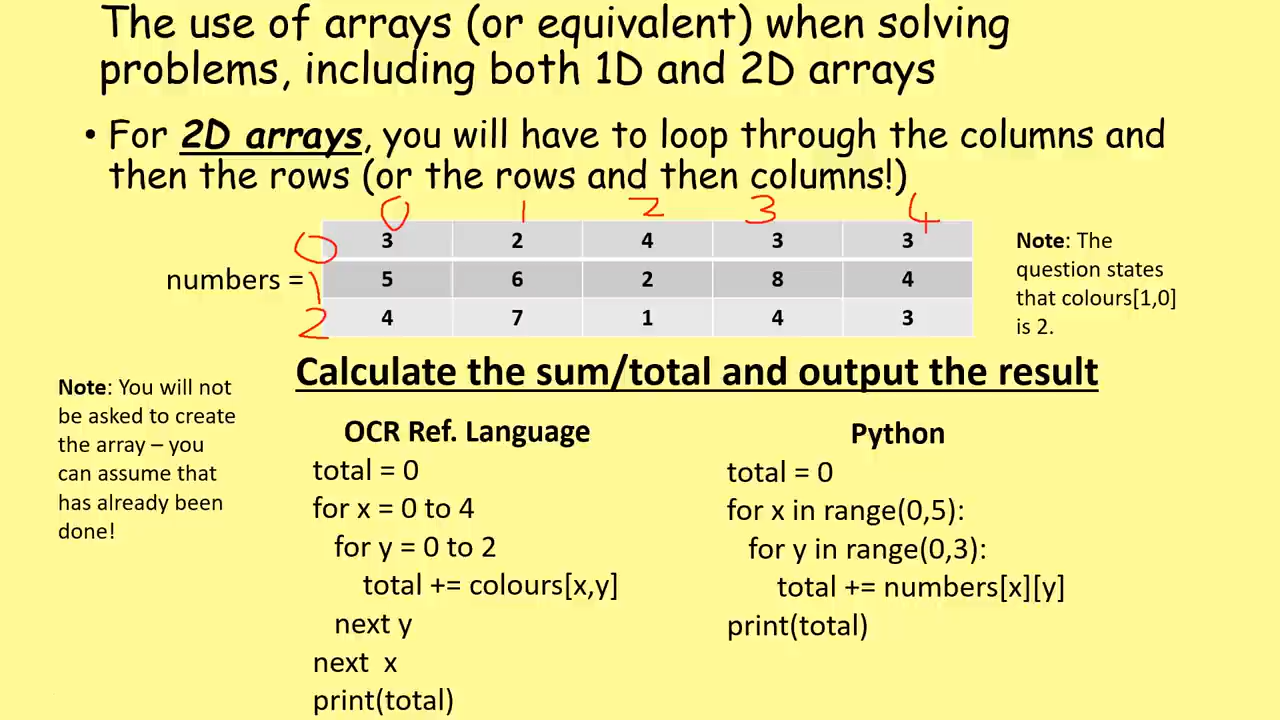 The use of arrays (or equivalent) when solving
problems, including both 1D and 2D arrays
• For 2D arrays, you will have to loop through the columns and
then the rows (or the rows and then columns!)
0 1 2 3 4
0 3 2 4 3 3
numbers = 1 5 6 2 8 4
2 4 7 1 4 3
Note: The
question states
that colours[1,0]
is 2.
Calculate the sum/total and output the result
Note: You will not
be asked to create
the array – you
can assume that
has already been
done!
OCR Ref. Language
total = 0
for x = 0 to 4
for y = 0 to 2
total += colours[x,y]
next y
next x
print(total)
Python
total = 0
for x in range(0,5):
for y in range(0,3):
total += numbers[x][y]
print(total)